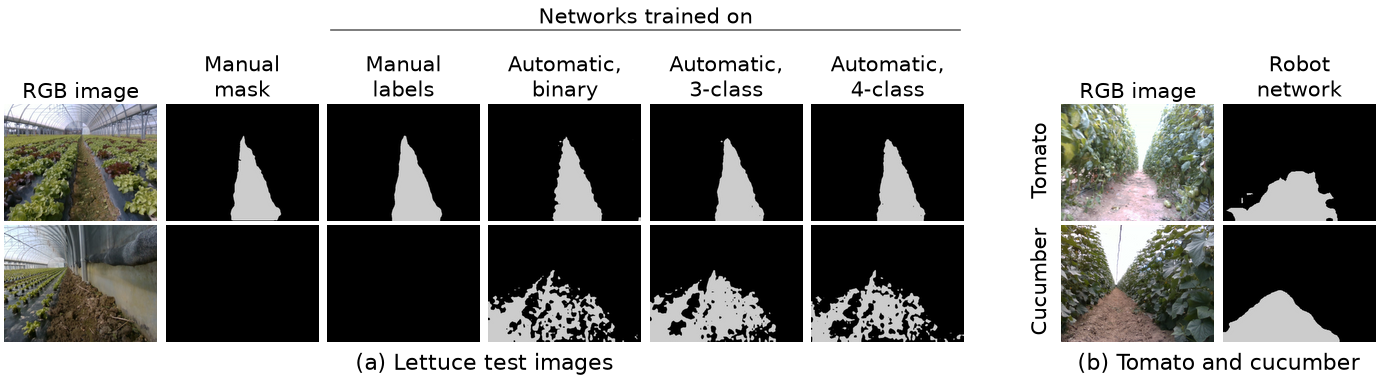 Networks trained on
RGB image
Manual
mask
Manual
labels
Automatic,
binary
Automatic,
3-class
Automatic,
4-class
(a) Lettuce test images
RGB image
Robot
network
Tomato
Cucumber
(b) Tomato and cucumber